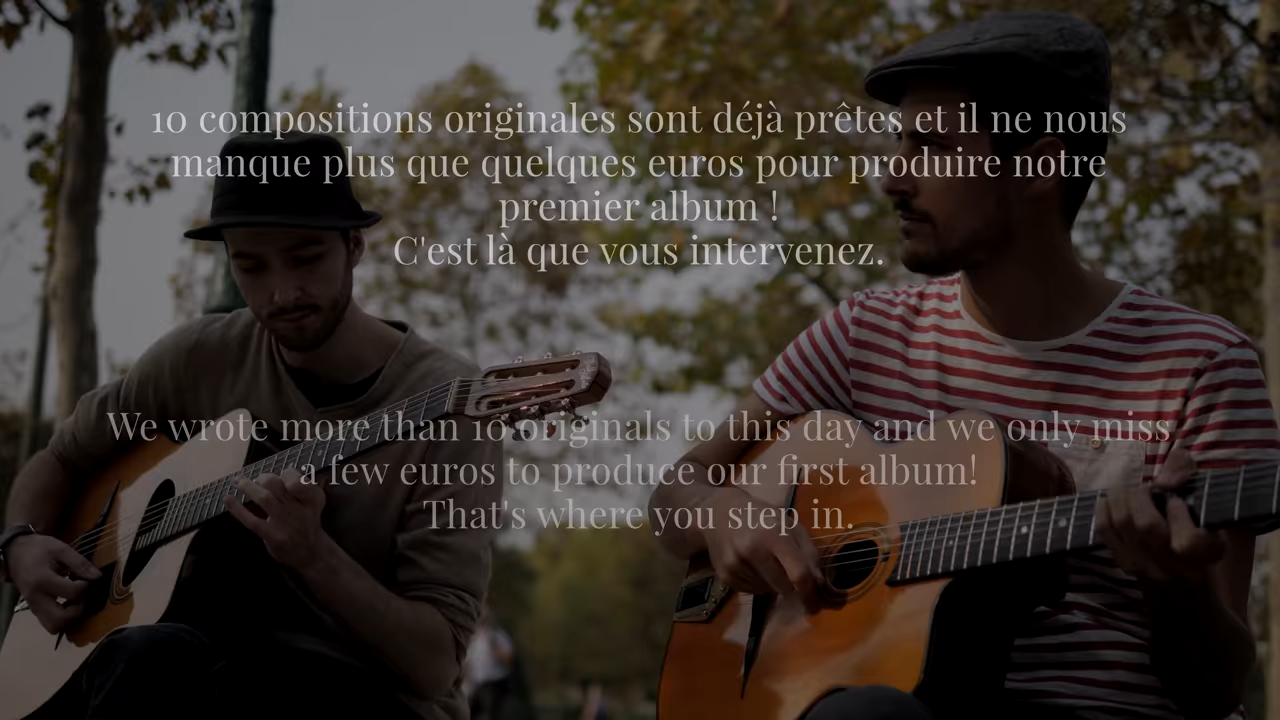 10 compositions originales sont déjà prêtes et il ne nous
manque plus que quelques euros pour produire notre
premier album !
C'est là que vous intervenez.
We wrote more than 10 originals to this day and we only miss
a few euros to produce our first album!
That's where you step in.